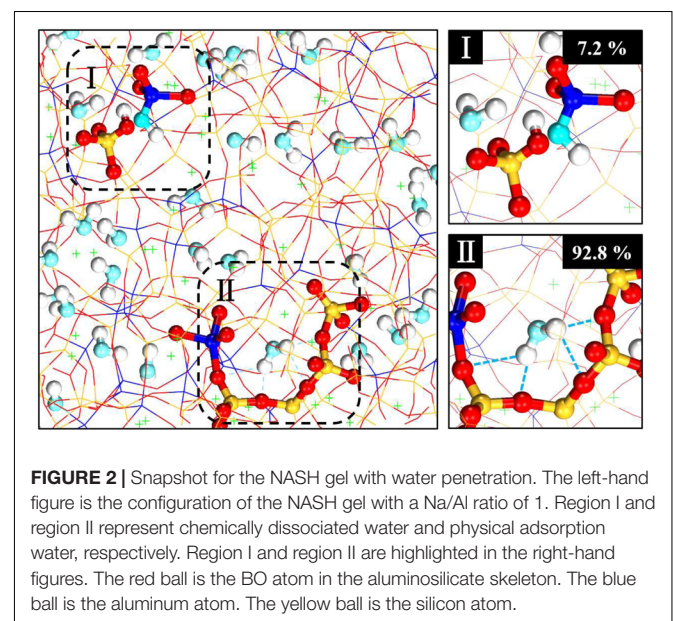 I
II
I
7.2 %
II
92.8 %
FIGURE 2 | Snapshot for the NASH gel with water penetration. The left-hand
figure is the configuration of the NASH gel with a Na/Al ratio of 1. Region I and
region II represent chemically dissociated water and physical adsorption
water, respectively. Region I and region II are highlighted in the right-hand
figures. The red ball is the BO atom in the aluminosilicate skeleton. The blue
ball is the aluminum atom. The yellow ball is the silicon atom.